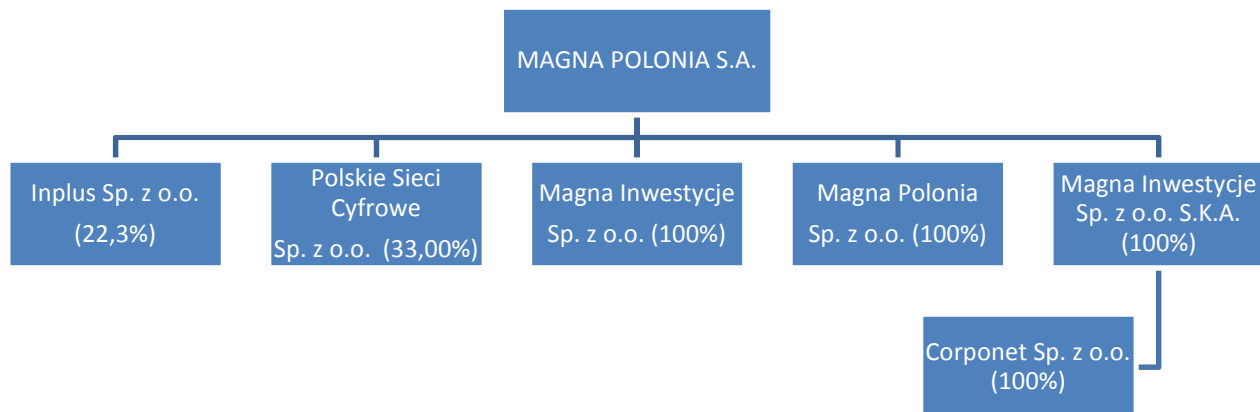 MAGNA POLONIA S.A.
Inplus Sp. z o.o.
(22,3%)
Polskie Sieci
Cyfrowe
Sp. z o.o. (33,00%)
Magna Inwestycje
Sp. z o.o. (100%)
Magna Polonia
Sp. z o.o. (100%)
Magna Inwestycje
Sp. z o.o. S.K.A.
(100%)
Corponet Sp. z o.o.
(100%)